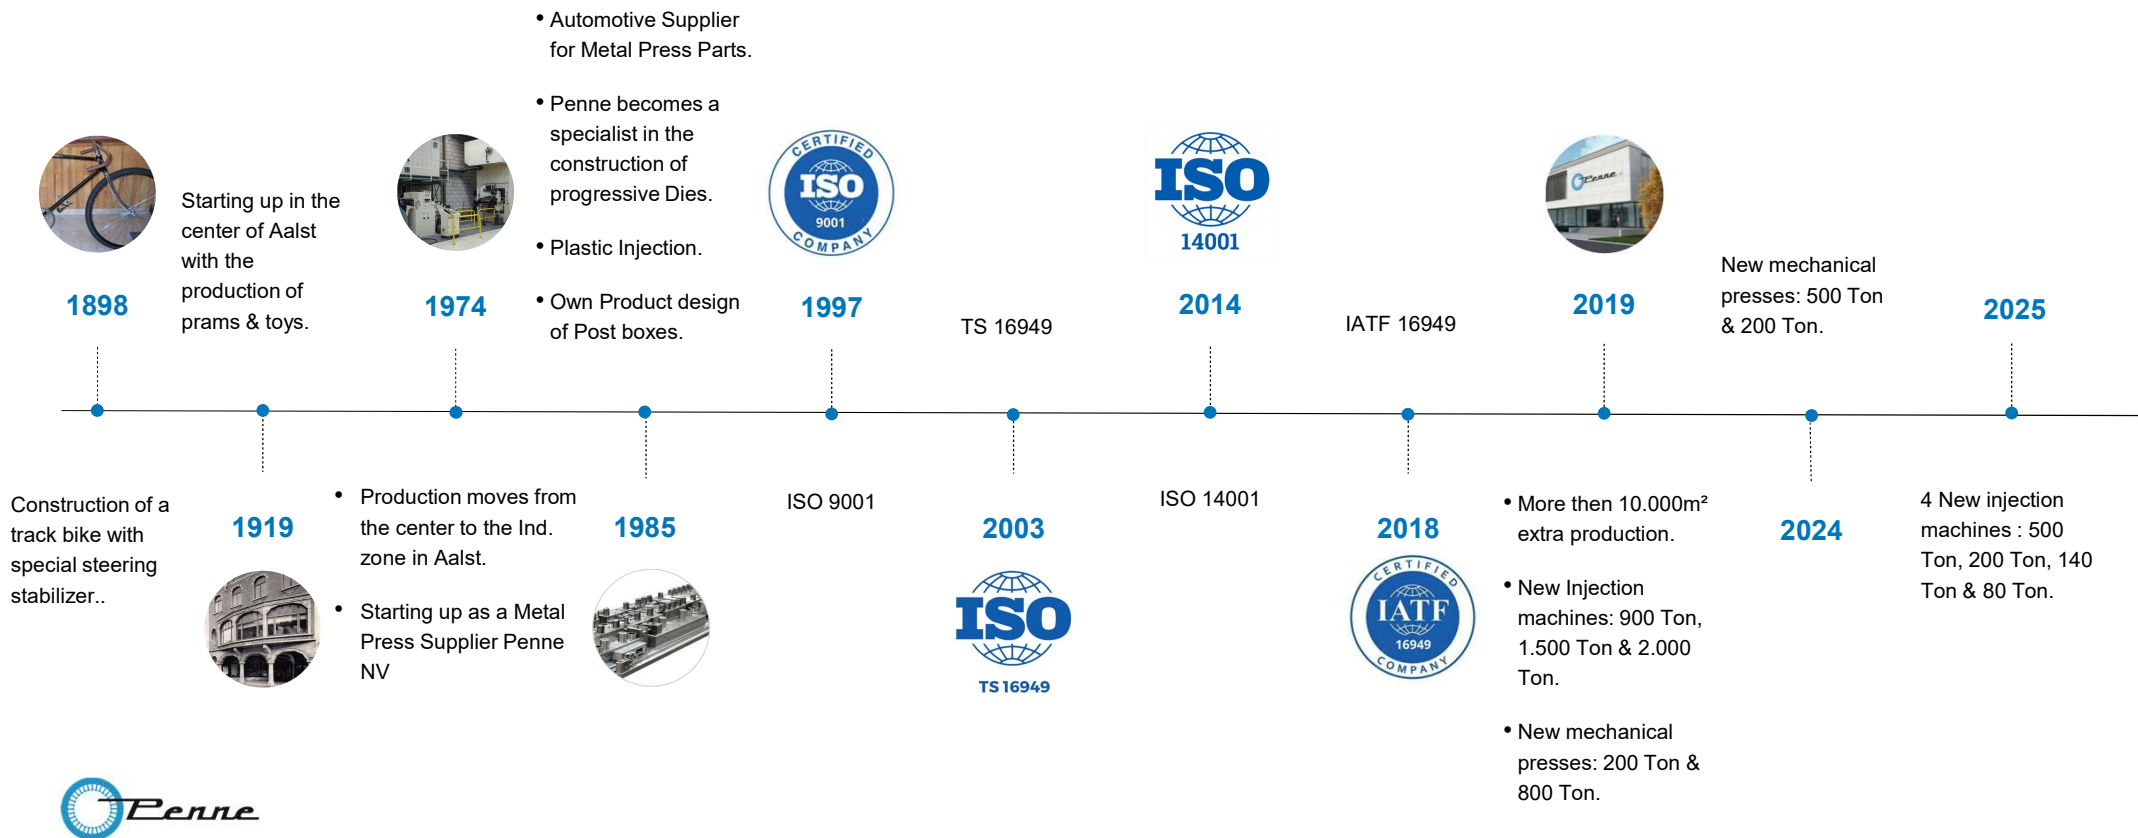 1898
Construction of a
track bike with
special steering
stabilizer..
Starting up in the
center of Aalst
with the
production of
prams & toys.
1919
1974
• Production moves from
the center to the Ind.
zone in Aalst.
• Starting up as a Metal
Press Supplier Penne
NV
• Automotive Supplier
for Metal Press Parts.
• Penne becomes a
specialist in the
construction of
progressive Dies.
• Plastic Injection.
• Own Product design
of Post boxes.
1985
CERTIFIED
ISO
9001
COMPANY
1997
ISO 9001
TS 16949
2003
ISO
TS 16949
ISO
14001
2014
ISO 14001
IATF 16949
2018
CERTIFIED
IATF
16949
COMPANY
Penne
2019
• More then 10.000m²
extra production.
• New Injection
machines: 900 Ton,
1.500 Ton & 2.000
Ton.
• New mechanical
presses: 200 Ton &
800 Ton.
New mechanical
presses: 500 Ton
& 200 Ton.
2024
2025
4 New injection
machines : 500
Ton, 200 Ton, 140
Ton & 80 Ton.
Penne